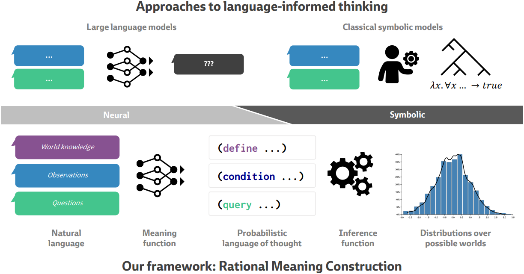 Approaches to language-informed thinking
Large language models
Classical symbolic models
...
...
???
...
...
λx.∀x ... → true
Neural
Symbolic
World knowledge
Observations
Questions
(define ...)
(condition ...)
(query ...)
Natural
language
Meaning
function
Probabilistic
language of thought
Inference
function
Distributions over
possible worlds
Our framework: Rational Meaning Construction